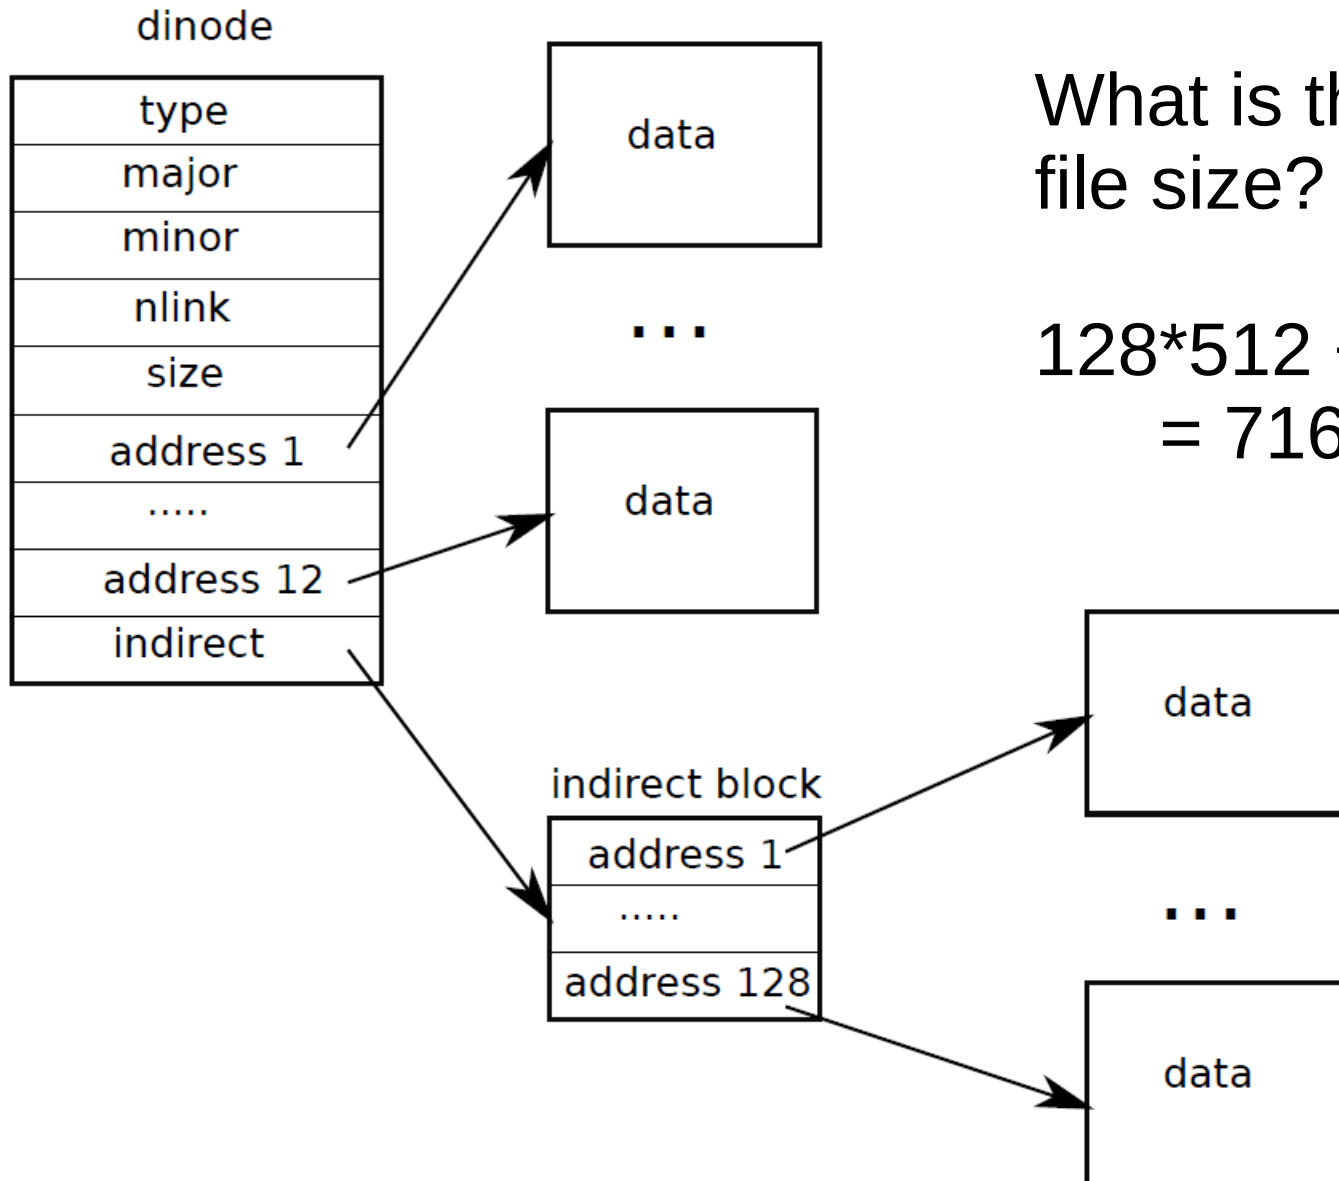 dinode
type
major
minor
nlink
size
address 1
.....
address 12
indirect
data
...
data
indirect block
address 1
.....
address 128
data
...
data
What is
file size?
128*512
= 716